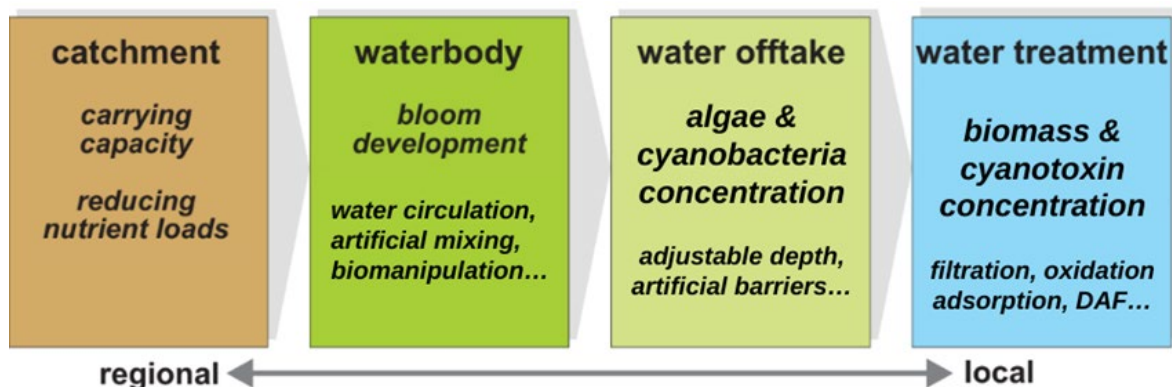 catchment
carrying
capacity
reducing
nutrient loads
waterbody
bloom
development
water circulation,
artificial mixing,
biomanipulation…
water offtake
algae &
cyanobacteria
concentration
adjustable depth,
artificial barriers…
water treatment
biomass &
cyanotoxin
concentration
filtration, oxidation
adsorption, DAF…
regional
local